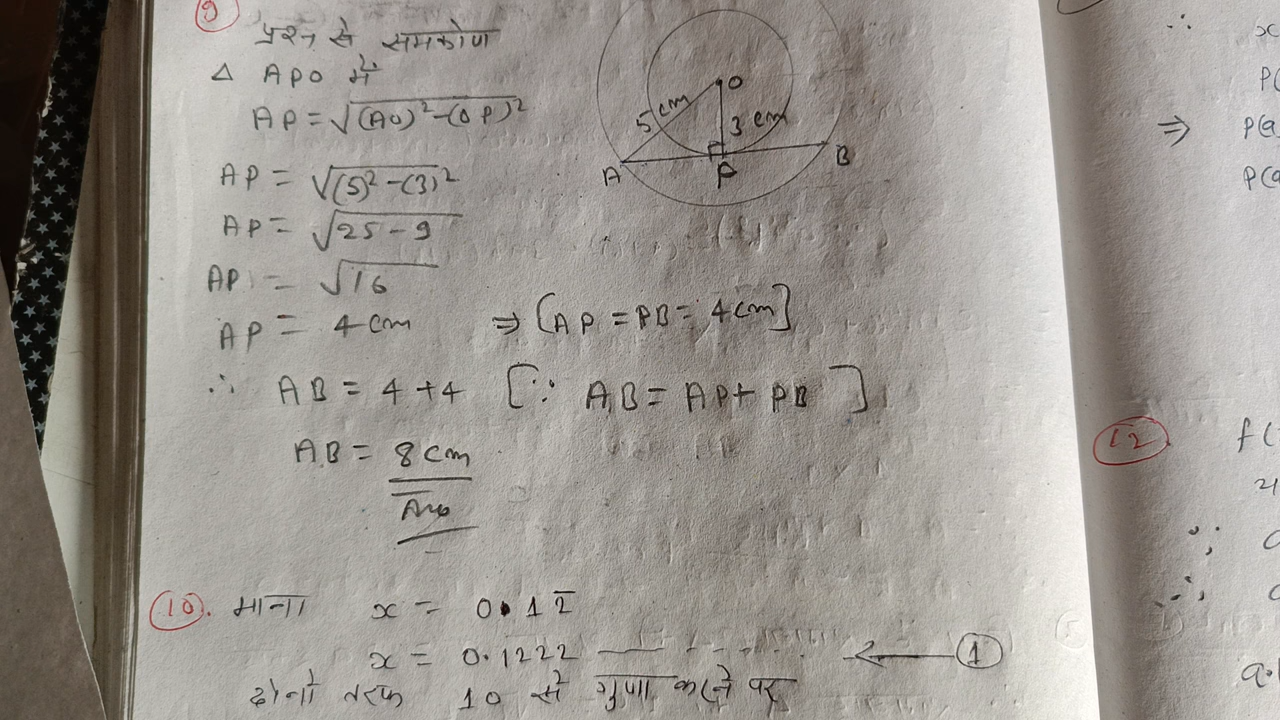 9
प्रश्न से समकोण
Δ APO में
AP = √(AO)² - (OP)²
AP = √(5)² - (3)²
AP = √25 - 9
AP = √16
AP = 4 cm ⇒ [AP = PB = 4 cm]
∴ AB = 4 + 4 [∵ AB = AP + PB]
AB = 8 cm
Ans
O
5 cm
3 cm
A
P
B
(10). माना x = 0.12̅
x = 0.1222 --- - - - - ← (1)
दोनों तरफ 10 से गुणा करने पर
∴ x
P(
⇒ P(a
P(a
(12) f(
∵
∴
a.